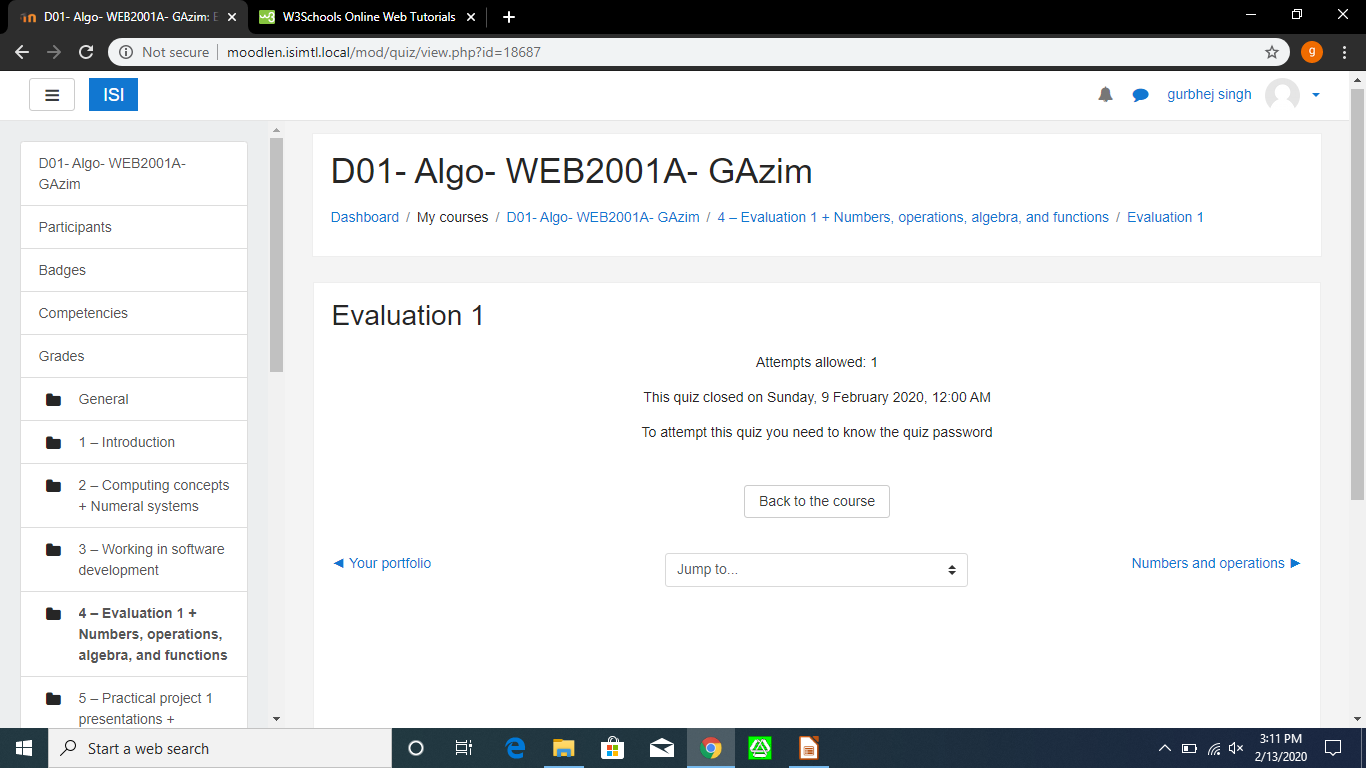 D01- Algo- WEB2001A- GAzim: E
W3Schools Online Web Tutorials
Not secure
moodlen.isimtl.local/mod/quiz/view.php?id=18687
g
ISI
gurbhej singh
D01- Algo- WEB2001A-
GAzim
Participants
Badges
Competencies
Grades
General
1 – Introduction
2 – Computing concepts
+ Numeral systems
3 – Working in software
development
4 – Evaluation 1 +
Numbers, operations,
algebra, and functions
5 – Practical project 1
presentations +
D01- Algo- WEB2001A- GAzim
Dashboard / My courses / D01- Algo- WEB2001A- GAzim / 4 – Evaluation 1 + Numbers, operations, algebra, and functions / Evaluation 1
Evaluation 1
Attempts allowed: 1
This quiz closed on Sunday, 9 February 2020, 12:00 AM
To attempt this quiz you need to know the quiz password
Back to the course
◄ Your portfolio
Jump to...
Numbers and operations ►
Start a web search
3:11 PM
2/13/2020